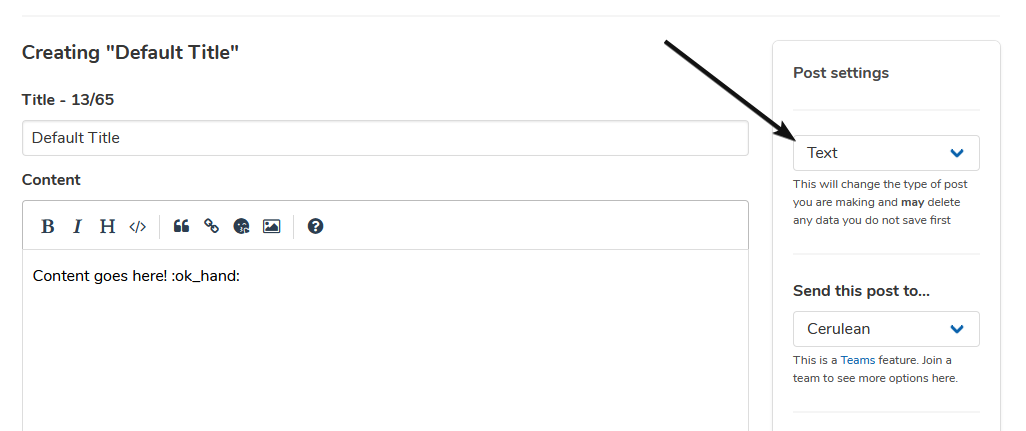 Creating "Default Title"
Title - 13/65
Default Title
Content
B I H </>
Content goes here! :ok_hand:
Post settings
Text
This will change the type of post
you are making and may delete
any data you do not save first
Send this post to...
Cerulean
This is a Teams feature. Join a
team to see more options here.